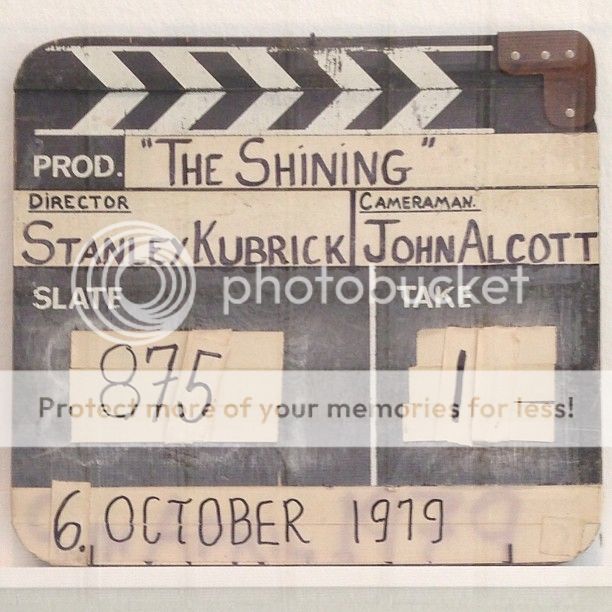 PROD. "THE SHINING"
DIRECTOR CAMERAMAN.
STANLEY KUBRICK JOHN ALCOTT
SLATE TAKE
photobucket
875 1
Protect more of your memories for less!
6. OCTOBER 1979